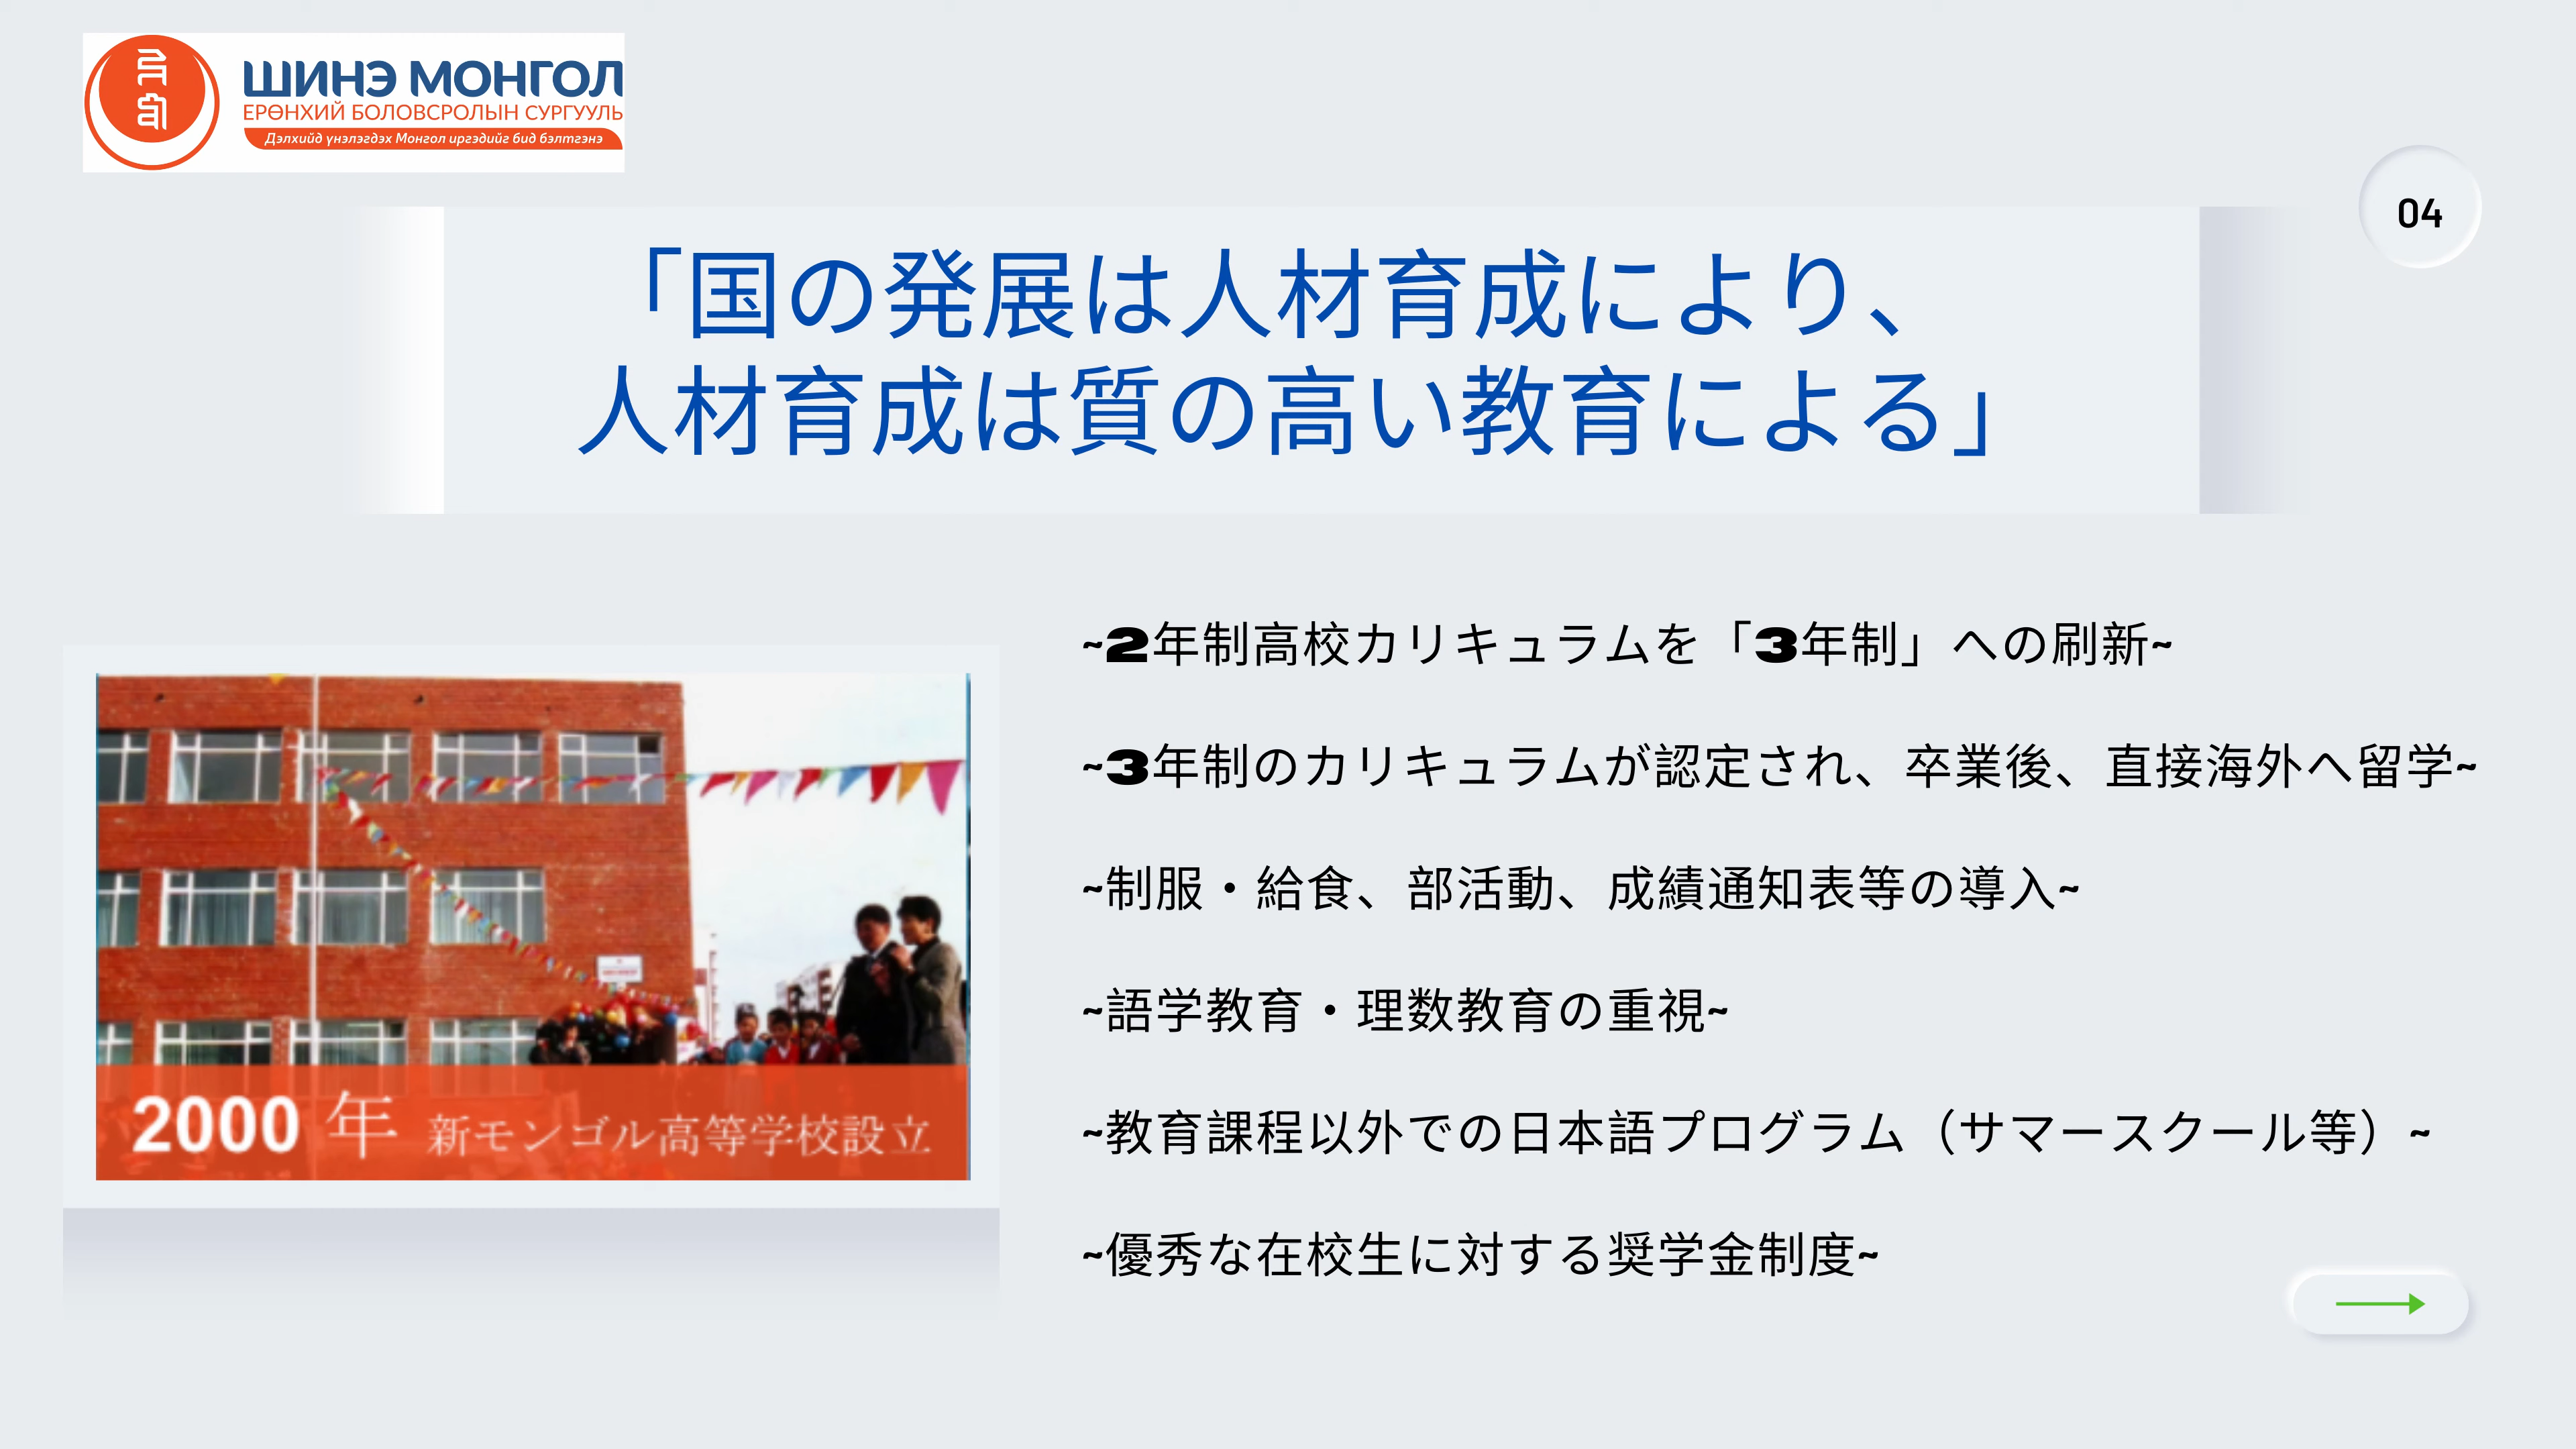 ШИНЭ МОНГОЛ
ЕРӨНХИЙ БОЛОВСРОЛЫН СУРГУУЛЬ
Дэлхийд үнэлэгдэх Монгол иргэдийг бид бэлтгэнэ
04
「国の発展は人材育成により、
人材育成は質の高い教育による」
~2年制高校カリキュラムを「3年制」への刷新~
~3年制のカリキュラムが認定され、卒業後、直接海外へ留学~
~制服・給食、部活動、成績通知表等の導入~
~語学教育・理数教育の重視~
~教育課程以外での日本語プログラム（サマースクール等）~
~優秀な在校生に対する奨学金制度~
2000 年 新モンゴル高等学校設立